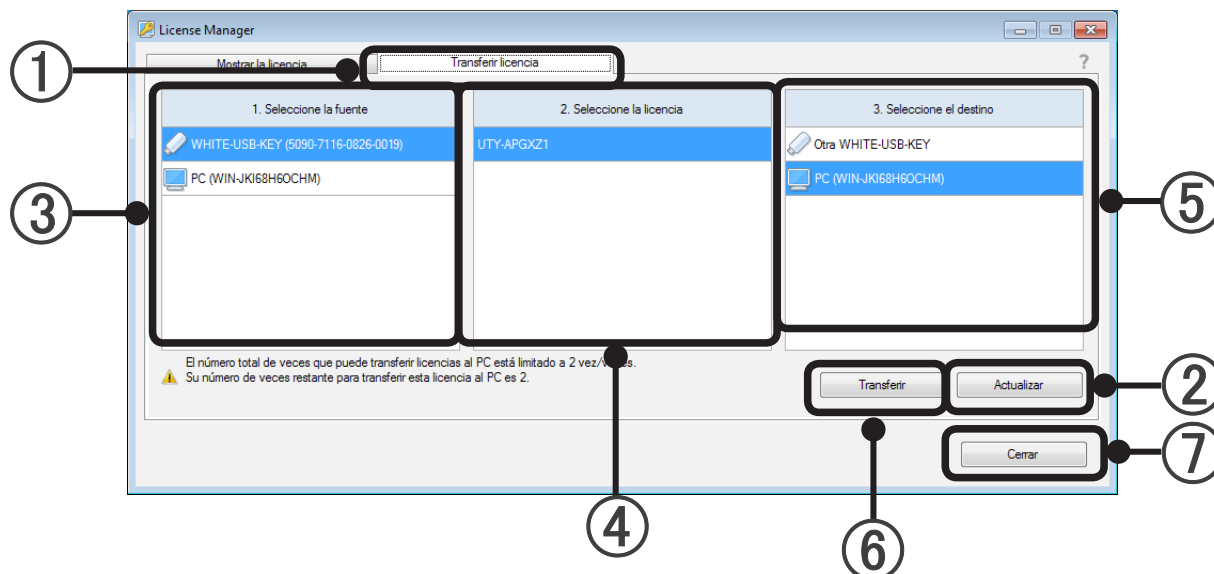 License Manager
① Mostrar la licencia Transferir licencia ?
1. Seleccione la fuente 2. Seleccione la licencia 3. Seleccione el destino
WHITE-USB-KEY (5090-7116-0826-0019) UTY-APGXZ1 Otra WHITE-USB-KEY
PC (WIN-JKI68H6OCHM) PC (WIN-JKI68H6OCHM)
③ ⑤
El número total de veces que puede transferir licencias al PC está limitado a 2 vez/veces.
Su número de veces restante para transferir esta licencia al PC es 2.
Transferir Actualizar ②
Cerrar ⑦
④ ⑥